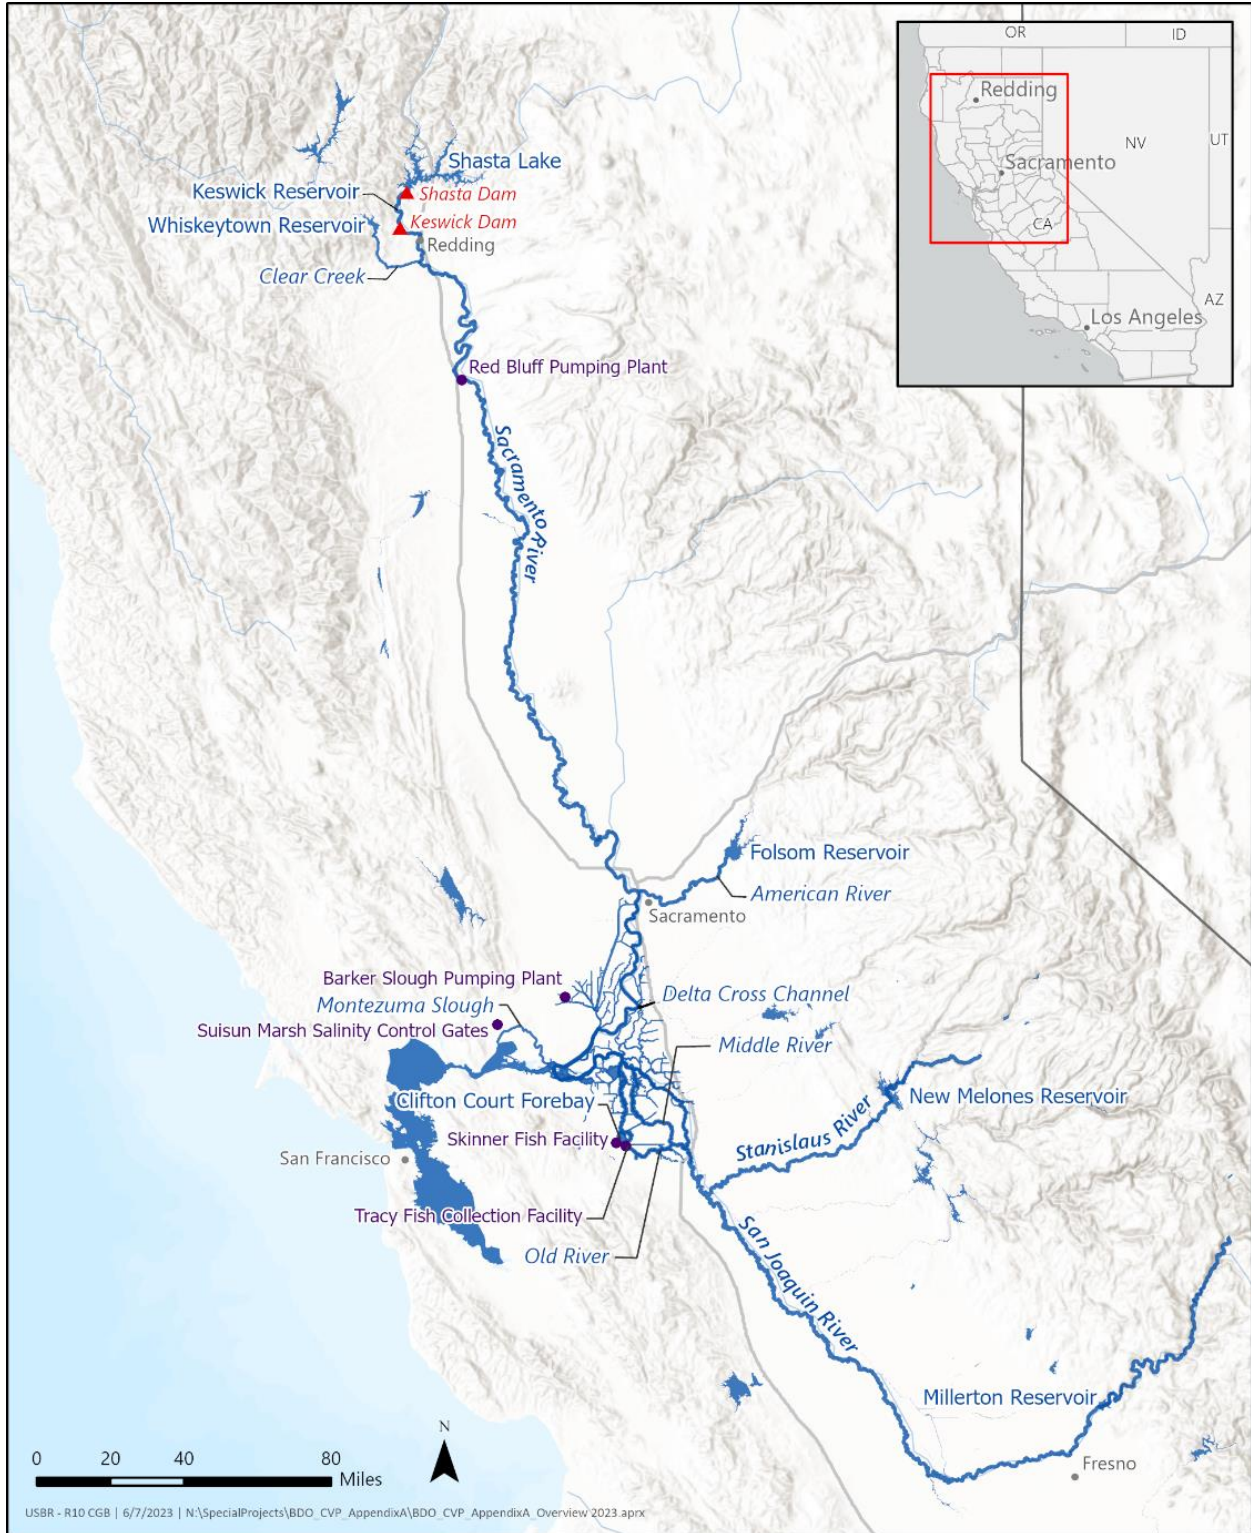 OR
ID
Redding
NV
UT
Sacramento
CA
AZ
Los Angeles
Shasta Lake
Keswick Reservoir
Shasta Dam
Whiskeytown Reservoir
Keswick Dam
Redding
Clear Creek
Red Bluff Pumping Plant
Sacramento River
Folsom Reservoir
American River
Sacramento
Barker Slough Pumping Plant
Delta Cross Channel
Montezuma Slough
Suisun Marsh Salinity Control Gates
Middle River
Clifton Court Forebay
New Melones Reservoir
Stanislaus River
Skinner Fish Facility
San Francisco
Tracy Fish Collection Facility
Old River
San Joaquin River
Millerton Reservoir
Fresno
N
0 20 40 80
Miles
USBR - R10 CGB | 6/7/2023 | N:\SpecialProjects\BDO_CVP_AppendixA\BDO_CVP_AppendixA_Overview 2023.aprx